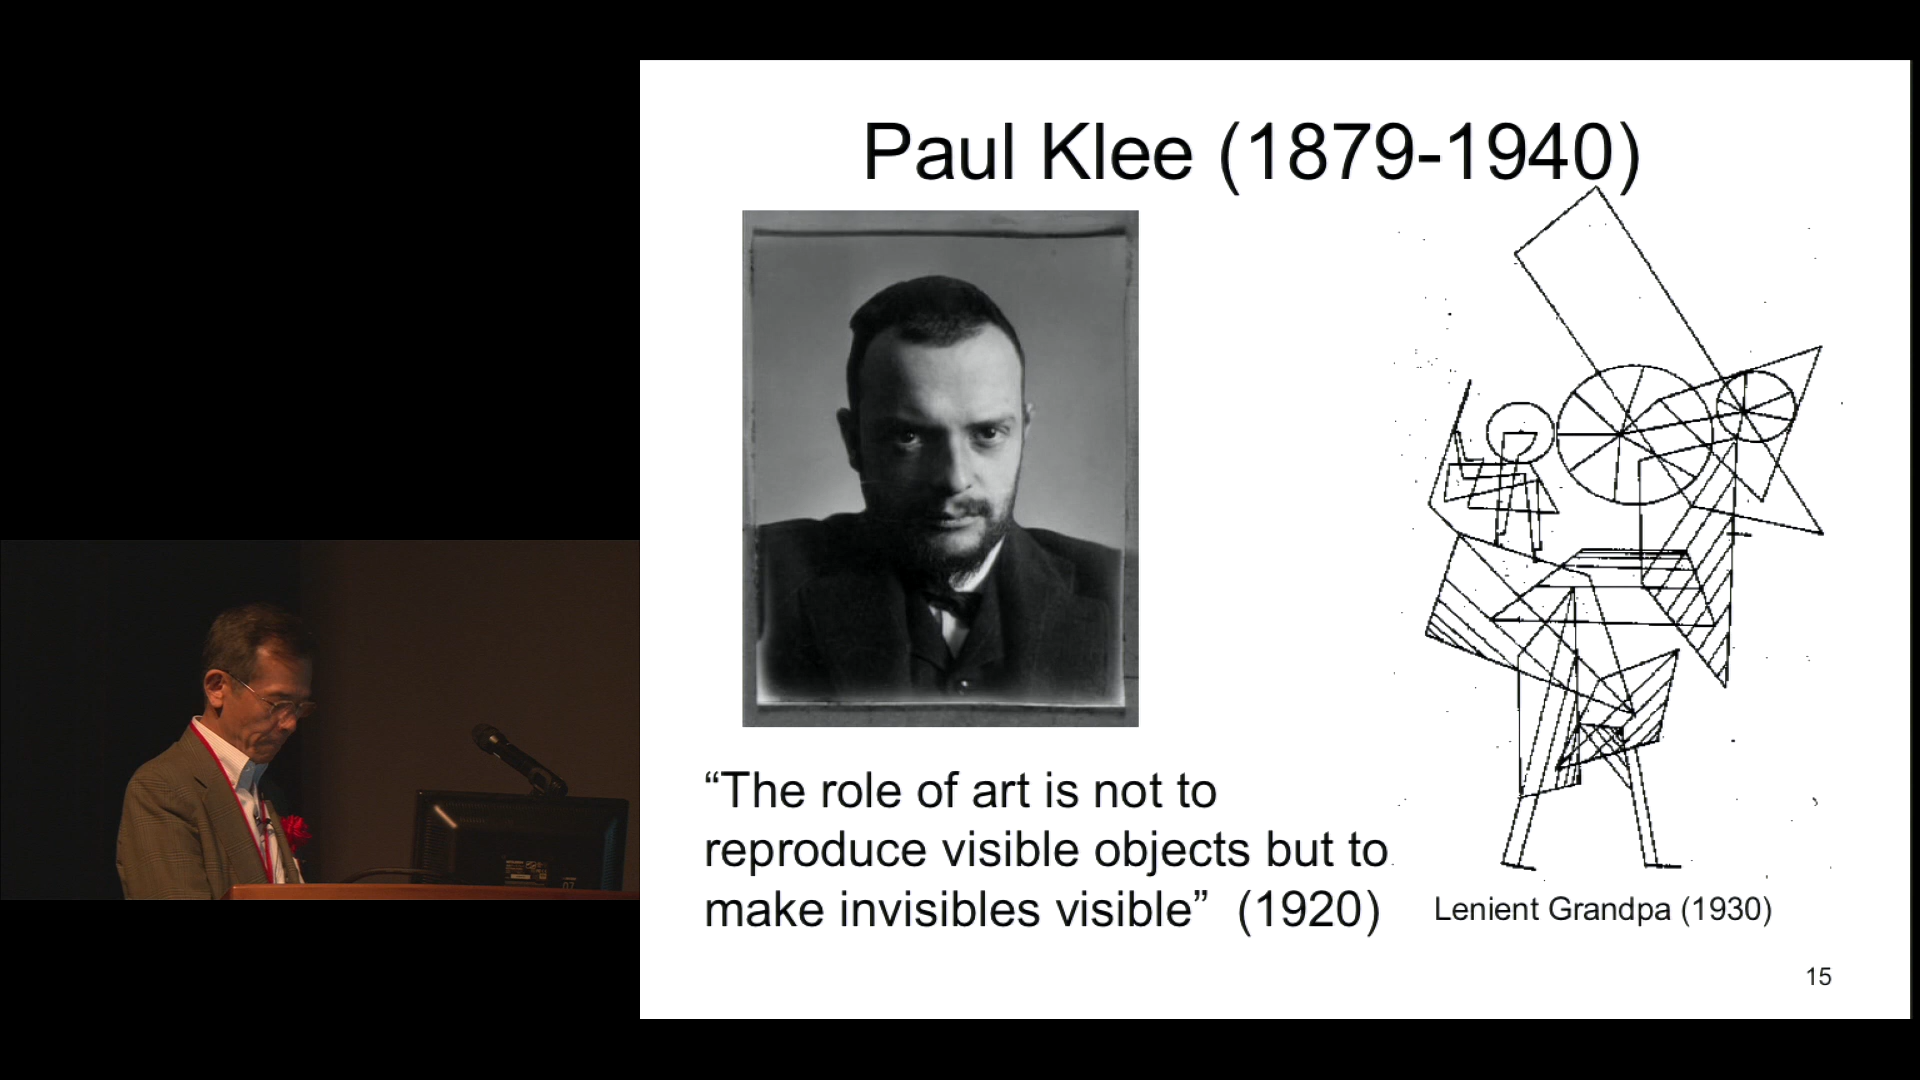 Paul Klee (1879-1940)
“The role of art is not to
reproduce visible objects but to
make invisibles visible”  (1920)
Lenient Grandpa (1930)
15